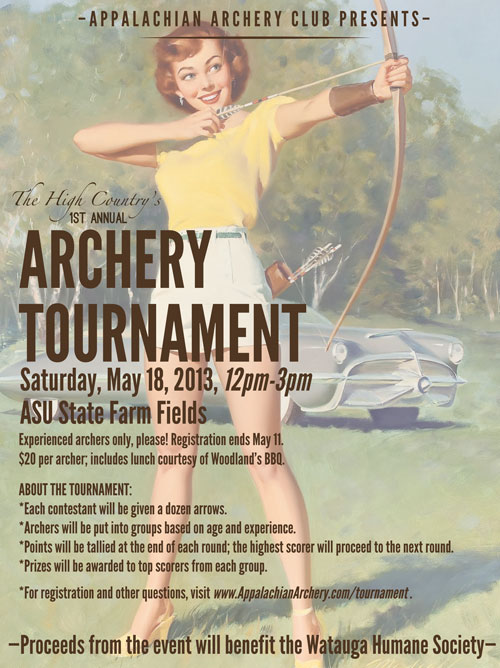 –APPALACHIAN ARCHERY CLUB PRESENTS–
The High Country's
1ST ANNUAL
ARCHERY
TOURNAMENT
Saturday, May 18, 2013, 12pm-3pm
ASU State Farm Fields
Experienced archers only, please! Registration ends May 11.
$20 per archer; includes lunch courtesy of Woodland's BBQ.
ABOUT THE TOURNAMENT:
*Each contestant will be given a dozen arrows.
*Archers will be put into groups based on age and experience.
*Points will be tallied at the end of each round; the highest scorer will proceed to the next round.
*Prizes will be awarded to top scorers from each group.
*For registration and other questions, visit www.AppalachianArchery.com/tournament.
–Proceeds from the event will benefit the Watauga Humane Society–